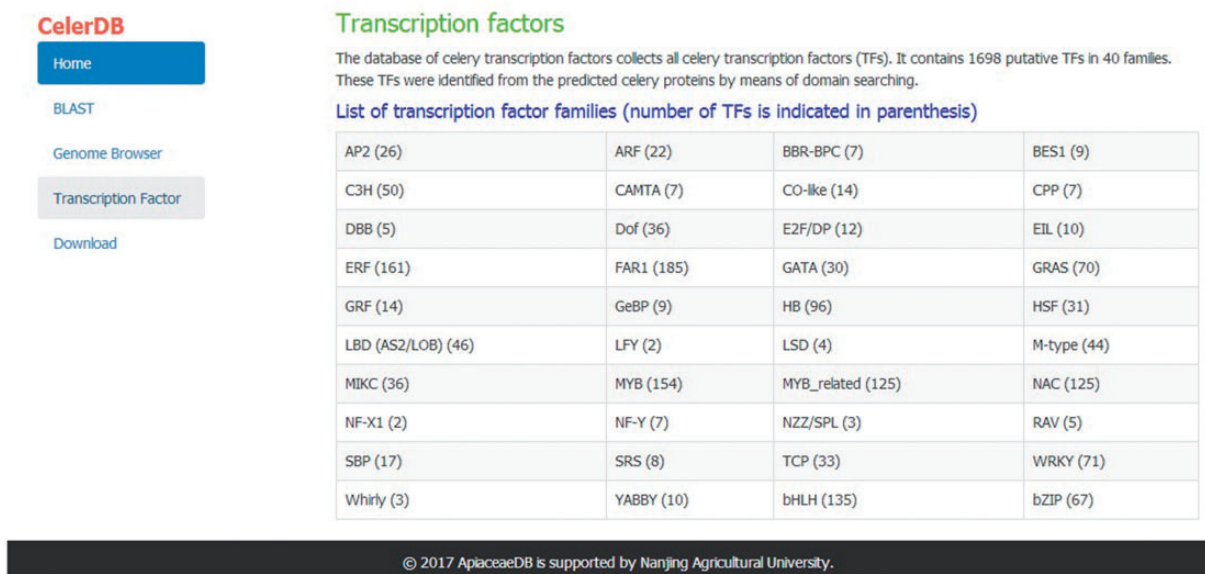 CelerDB
Home
BLAST
Genome Browser
Transcription Factor
Download
Transcription factors
The database of celery transcription factors collects all celery transcription factors (TFs). It contains 1698 putative TFs in 40 families.
These TFs were identified from the predicted celery proteins by means of domain searching.
List of transcription factor families (number of TFs is indicated in parenthesis)
AP2 (26) ARF (22) BBR-BPC (7) BES1 (9)
C3H (50) CAMTA (7) CO-like (14) CPP (7)
DBB (5) Dof (36) E2F/DP (12) EIL (10)
ERF (161) FAR1 (185) GATA (30) GRAS (70)
GRF (14) GeBP (9) HB (96) HSF (31)
LBD (AS2/LOB) (46) LFY (2) LSD (4) M-type (44)
MIKC (36) MYB (154) MYB_related (125) NAC (125)
NF-X1 (2) NF-Y (7) NZZ/SPL (3) RAV (5)
SBP (17) SRS (8) TCP (33) WRKY (71)
Whirly (3) YABBY (10) bHLH (135) bZIP (67)
© 2017 ApiaceaeDB is supported by Nanjing Agricultural University.